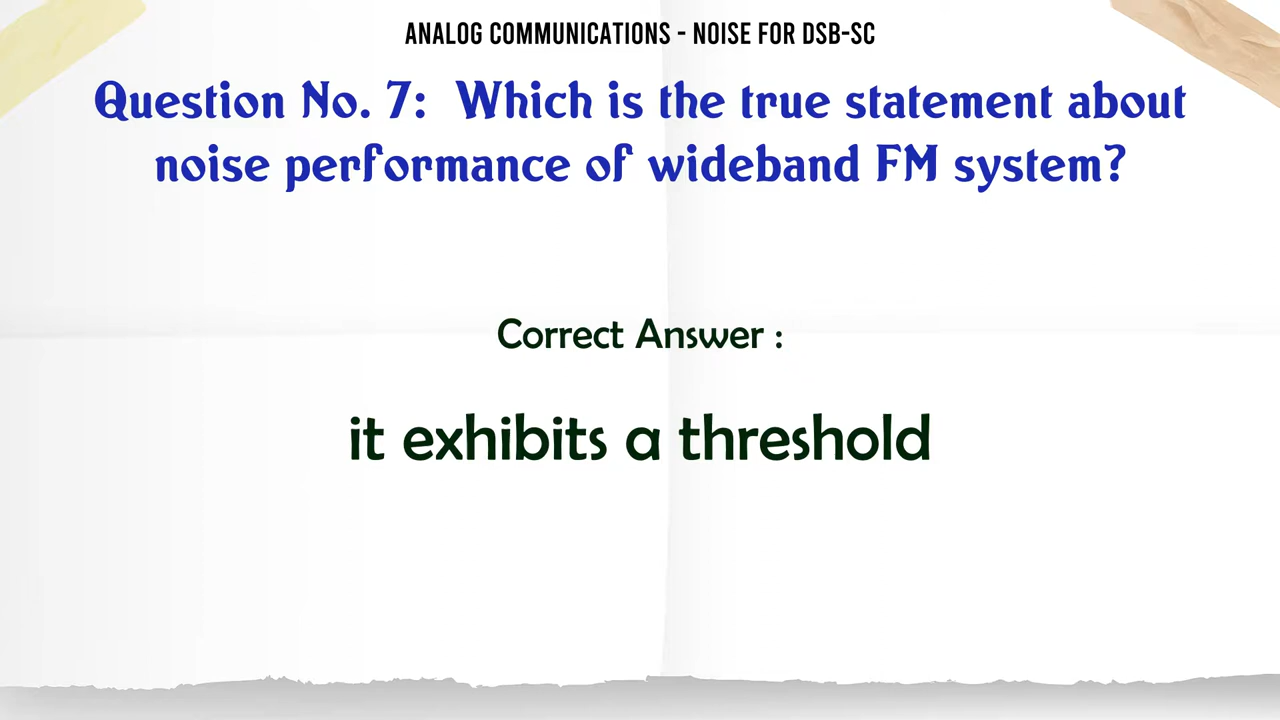 ANALOG COMMUNICATIONS - NOISE FOR DSB-SC
Question No. 7: Which is the true statement about
noise performance of wideband FM system?
Correct Answer :
it exhibits a threshold